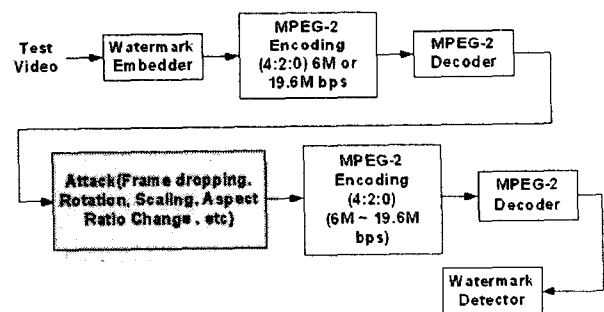 Test
Video
Watermark
Embedder
MPEG-2
Encoding
(4:2:0) 6M or
19.6M bps
MPEG-2
Decoder
Attack(Frame dropping,
Rotation, Scaling, Aspect
Ratio Change , etc)
MPEG-2
Encoding
(4:2:0)
(6M ~ 19.6M
bps)
MPEG-2
Decoder
Watermark
Detector